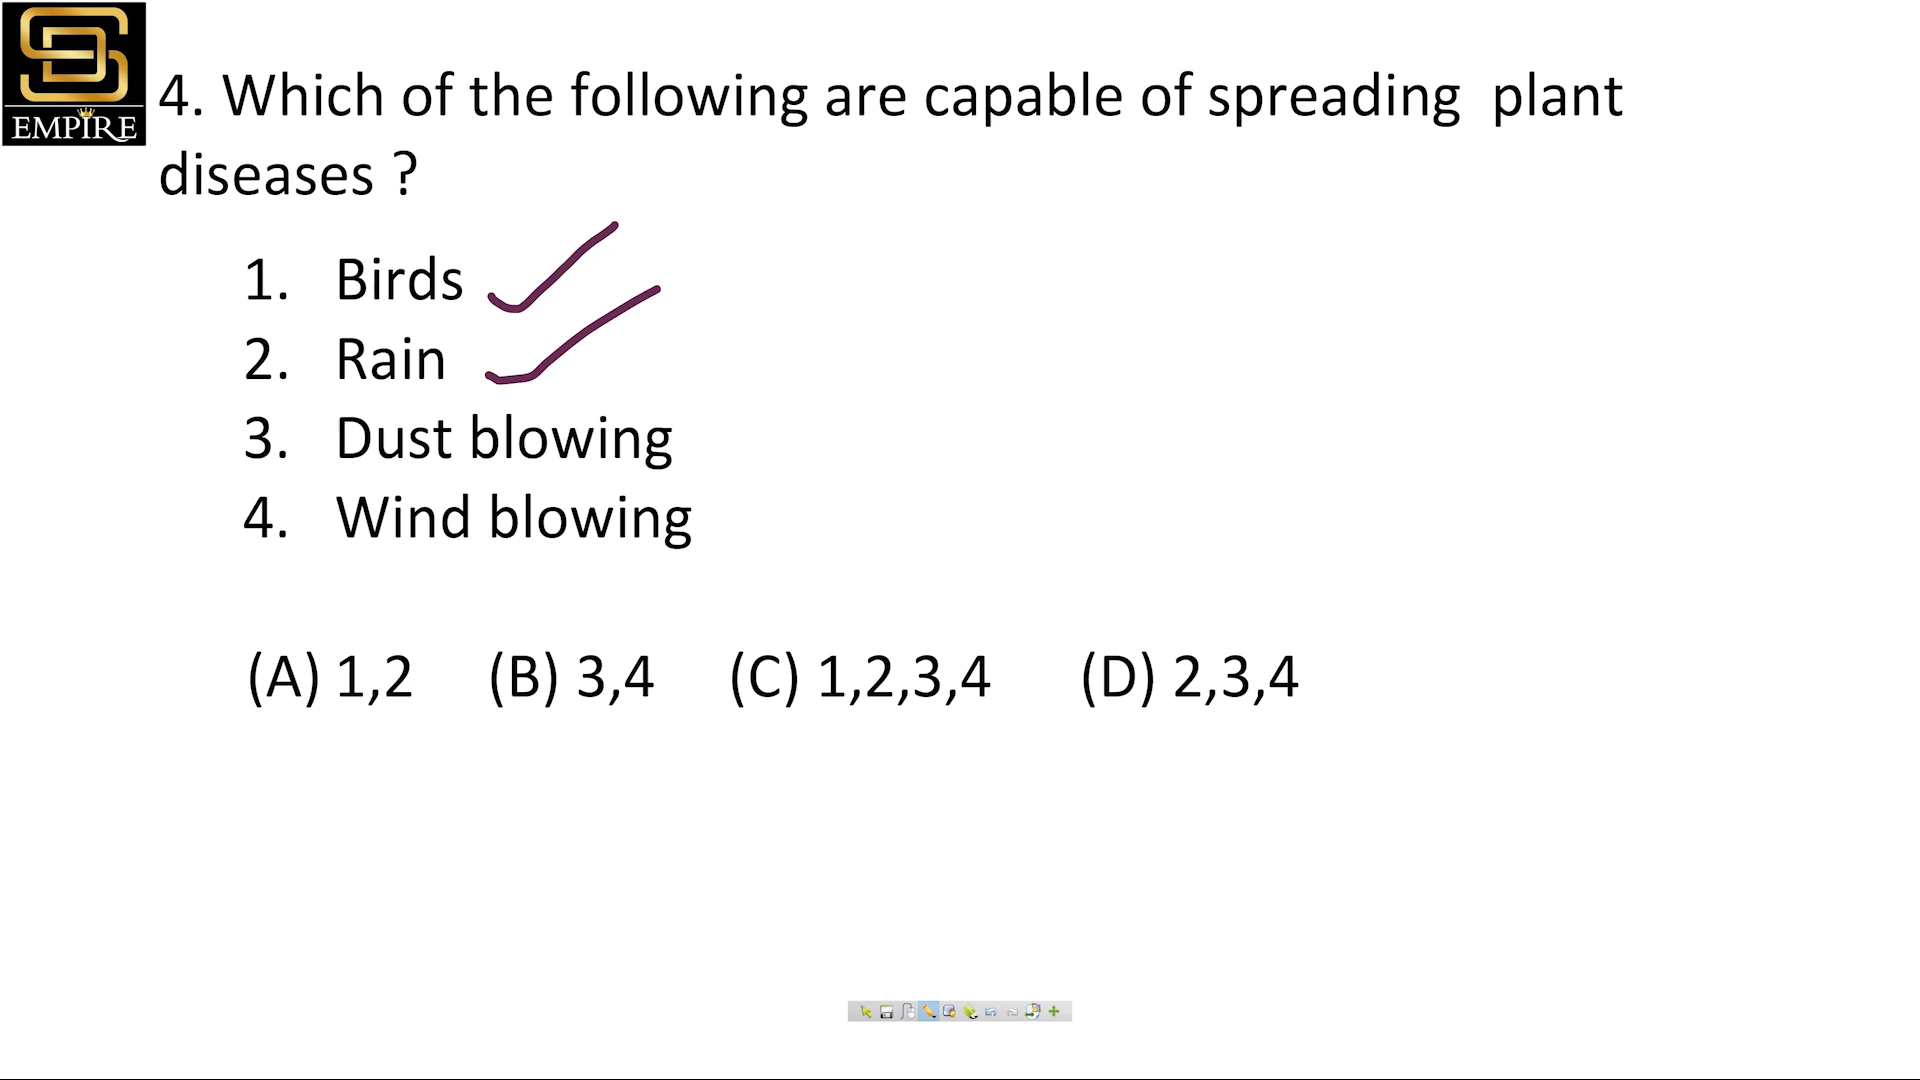 SD
EMPIRE
4. Which of the following are capable of spreading plant
diseases ?
1. Birds
2. Rain
3. Dust blowing
4. Wind blowing
(A) 1,2 (B) 3,4 (C) 1,2,3,4 (D) 2,3,4